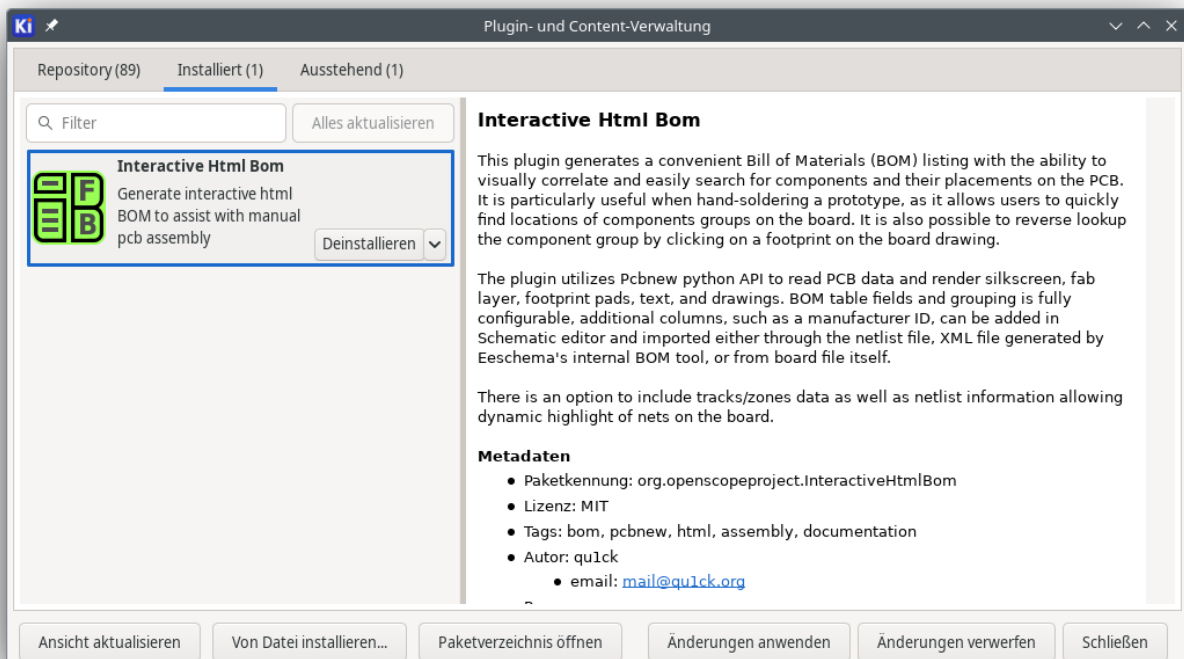 Ki
Plugin- und Content-Verwaltung
Repository (89)
Installiert (1)
Ausstehend (1)
Filter
Alles aktualisieren
Interactive Html Bom
Generate interactive html
BOM to assist with manual
pcb assembly
Deinstallieren
F
B
Interactive Html Bom
This plugin generates a convenient Bill of Materials (BOM) listing with the ability to
visually correlate and easily search for components and their placements on the PCB.
It is particularly useful when hand-soldering a prototype, as it allows users to quickly
find locations of components groups on the board. It is also possible to reverse lookup
the component group by clicking on a footprint on the board drawing.
The plugin utilizes Pcbnew python API to read PCB data and render silkscreen, fab
layer, footprint pads, text, and drawings. BOM table fields and grouping is fully
configurable, additional columns, such as a manufacturer ID, can be added in
Schematic editor and imported either through the netlist file, XML file generated by
Eeschema's internal BOM tool, or from board file itself.
There is an option to include tracks/zones data as well as netlist information allowing
dynamic highlight of nets on the board.
Metadaten
• Paketkennung: org.openscopeproject.InteractiveHtmlBom
• Lizenz: MIT
• Tags: bom, pcbnew, html, assembly, documentation
• Autor: qu1ck
• email: mail@qu1ck.org
Ansicht aktualisieren
Von Datei installieren...
Paketverzeichnis öffnen
Änderungen anwenden
Änderungen verwerfen
Schließen